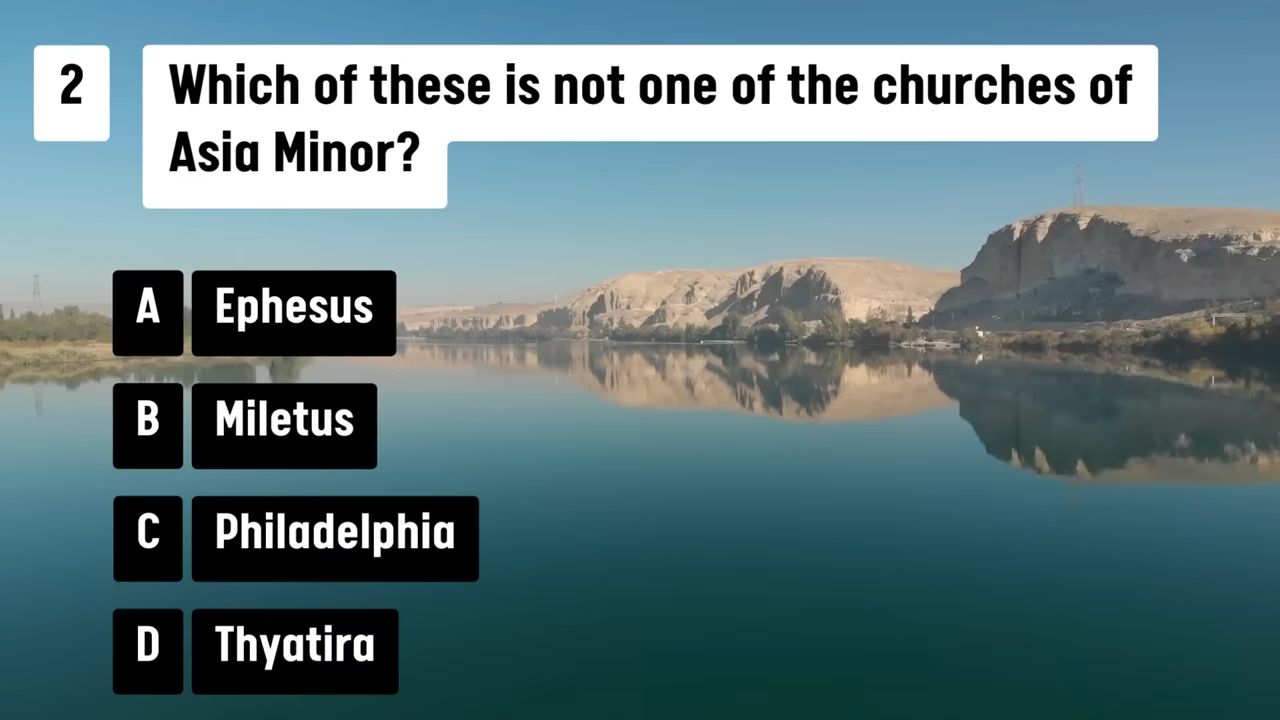 2
Which of these is not one of the churches of
Asia Minor?
A Ephesus
B Miletus
C Philadelphia
D Thyatira